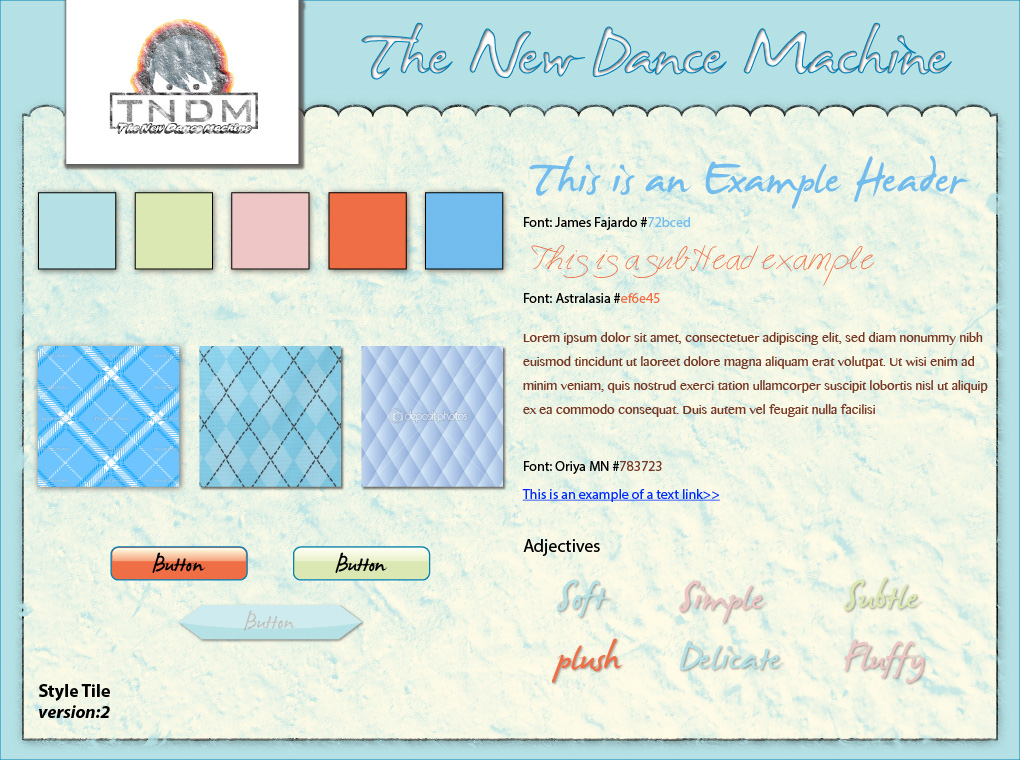 The New Dance Machine
TNDM
The New Dance Machine
This is an Example Header
Font: James Fajardo #72bced
This is a subHead example
Font: Astralasia #ef6e45
Lorem ipsum dolor sit amet, consectetuer adipiscing elit, sed diam nonummy nibh
euismod tincidunt ut laoreet dolore magna aliquam erat volutpat. Ut wisi enim ad
minim veniam, quis nostrud exerci tation ullamcorper suscipit lobortis nisl ut aliquip
ex ea commodo consequat. Duis autem vel feugait nulla facilisi
depositphotos
Font: Oriya MN #783723
This is an example of a text link>>
Adjectives
Button
Button
Button
Soft
Simple
Subtle
plush
Delicate
Fluffy
Style Tile
version:2